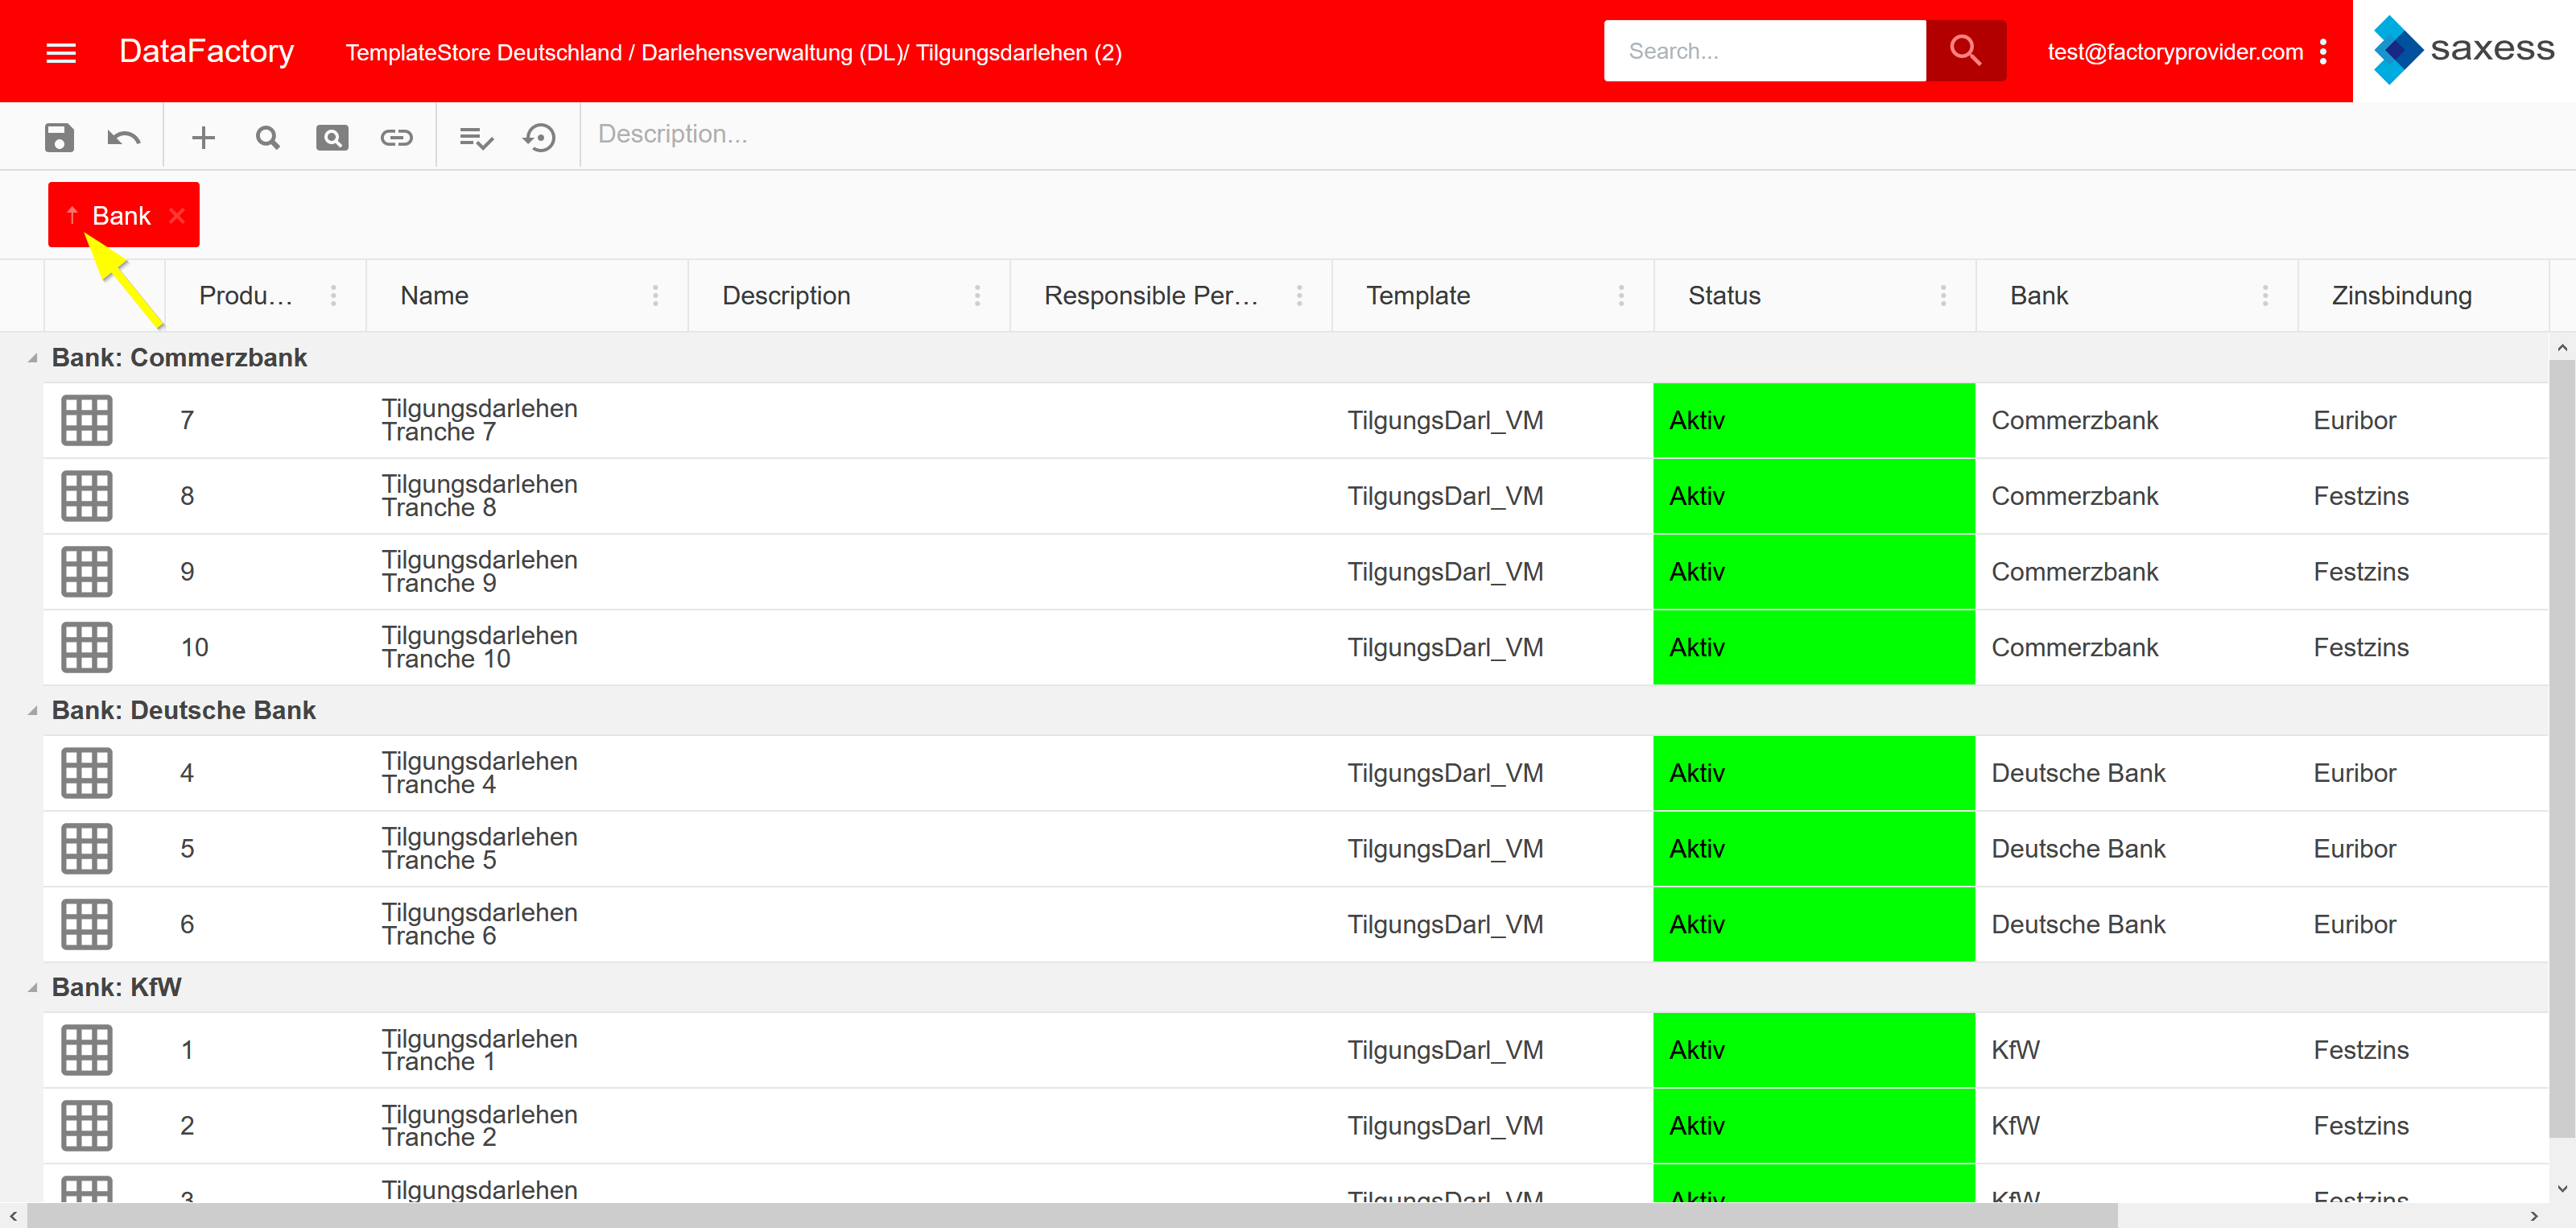 DataFactory TemplateStore Deutschland / Darlehensverwaltung (DL)/ Tilgungsdarlehen (2) Search... test@factoryprovider.com saxess
Description...
Bank
Produ... Name Description Responsible Per... Template Status Bank Zinsbindung
Bank: Commerzbank
7 Tilgungsdarlehen Tranche 7 TilgungsDarl_VM Aktiv Commerzbank Euribor
8 Tilgungsdarlehen Tranche 8 TilgungsDarl_VM Aktiv Commerzbank Festzins
9 Tilgungsdarlehen Tranche 9 TilgungsDarl_VM Aktiv Commerzbank Festzins
10 Tilgungsdarlehen Tranche 10 TilgungsDarl_VM Aktiv Commerzbank Festzins
Bank: Deutsche Bank
4 Tilgungsdarlehen Tranche 4 TilgungsDarl_VM Aktiv Deutsche Bank Euribor
5 Tilgungsdarlehen Tranche 5 TilgungsDarl_VM Aktiv Deutsche Bank Euribor
6 Tilgungsdarlehen Tranche 6 TilgungsDarl_VM Aktiv Deutsche Bank Euribor
Bank: KfW
1 Tilgungsdarlehen Tranche 1 TilgungsDarl_VM Aktiv KfW Festzins
2 Tilgungsdarlehen Tranche 2 TilgungsDarl_VM Aktiv KfW Festzins
3 Tilgungsdarlehen TilgungsDarl_VM Aktiv KfW Festzins